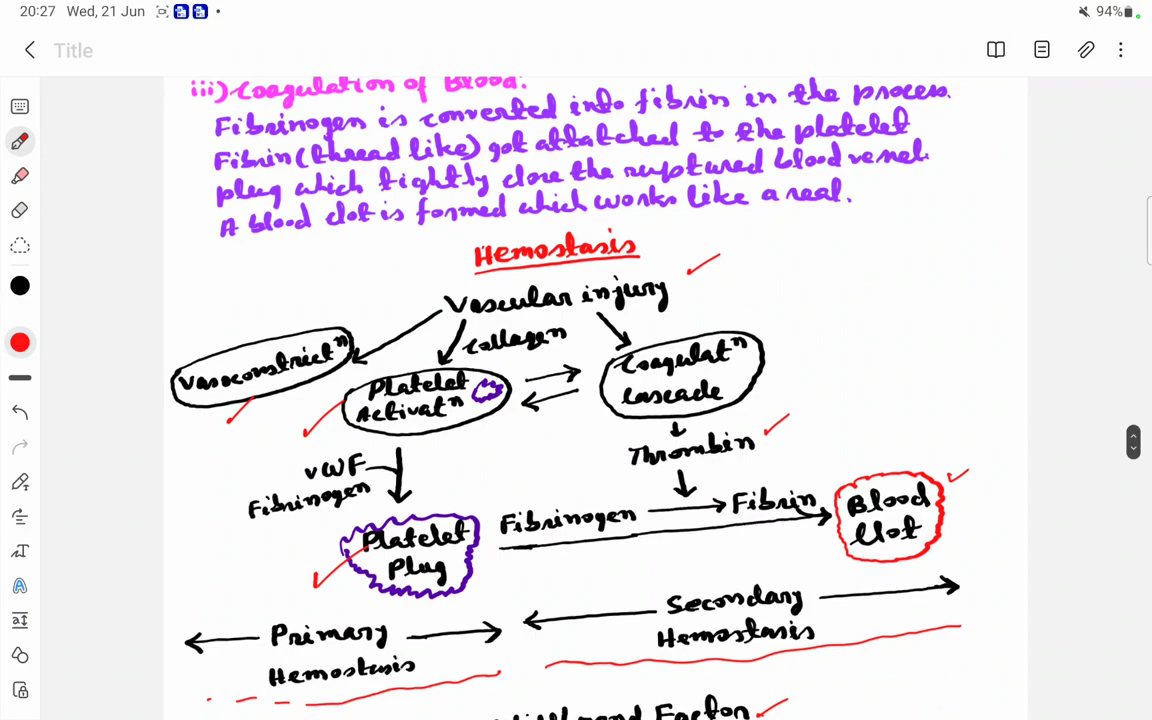 20:27 Wed, 21 Jun
94%
Title
iii) Coagulation of Blood:
Fibrinogen is converted into fibrin in the process.
Fibrin (thread like) got attatched to the platelet
plug which tightly close the ruptured blood vessel.
A blood clot is formed which works like a seal.
Hemostasis
Vascular injury
Collagen
Vasoconstrictⁿ
Platelet
Activatⁿ
Coagulatⁿ
Cascade
Thrombin
vWF
Fibrinogen
Platelet
Plug
Fibrinogen
Fibrin
Blood
Clot
Primary
Hemostasis
Secondary
Hemostasis
Factor